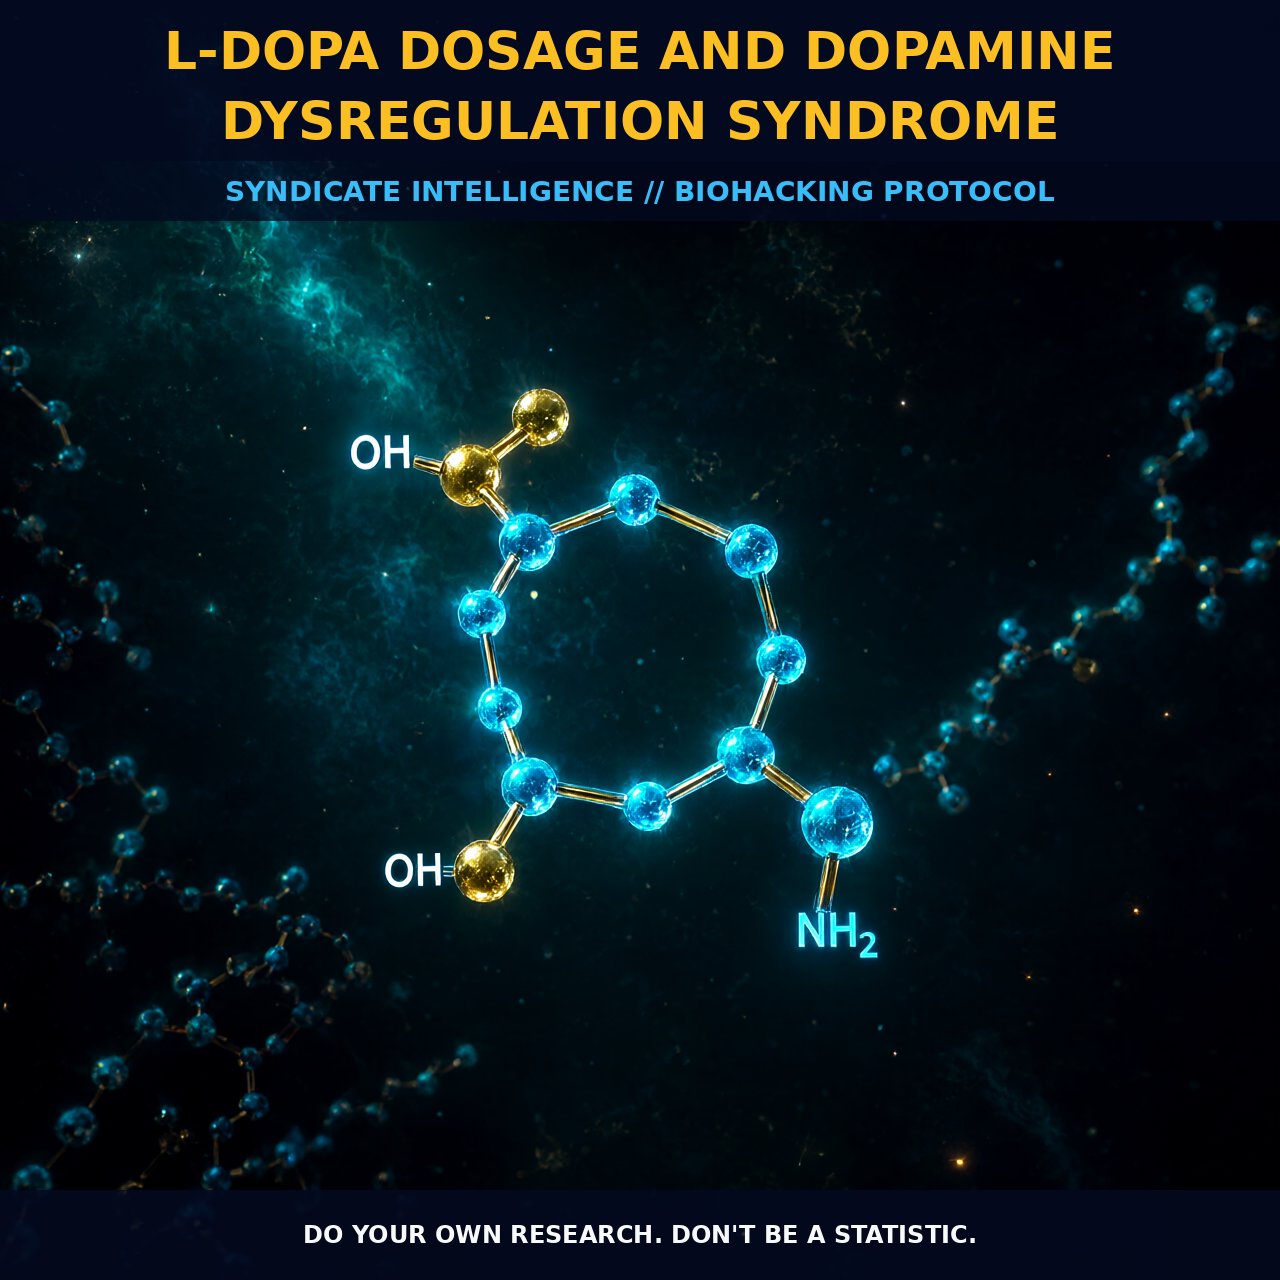 L-DOPA DOSAGE AND DOPAMINE
DYSREGULATION SYNDROME
SYNDICATE INTELLIGENCE // BIOHACKING PROTOCOL
OH
OH
NH₂
DO YOUR OWN RESEARCH. DON'T BE A STATISTIC.